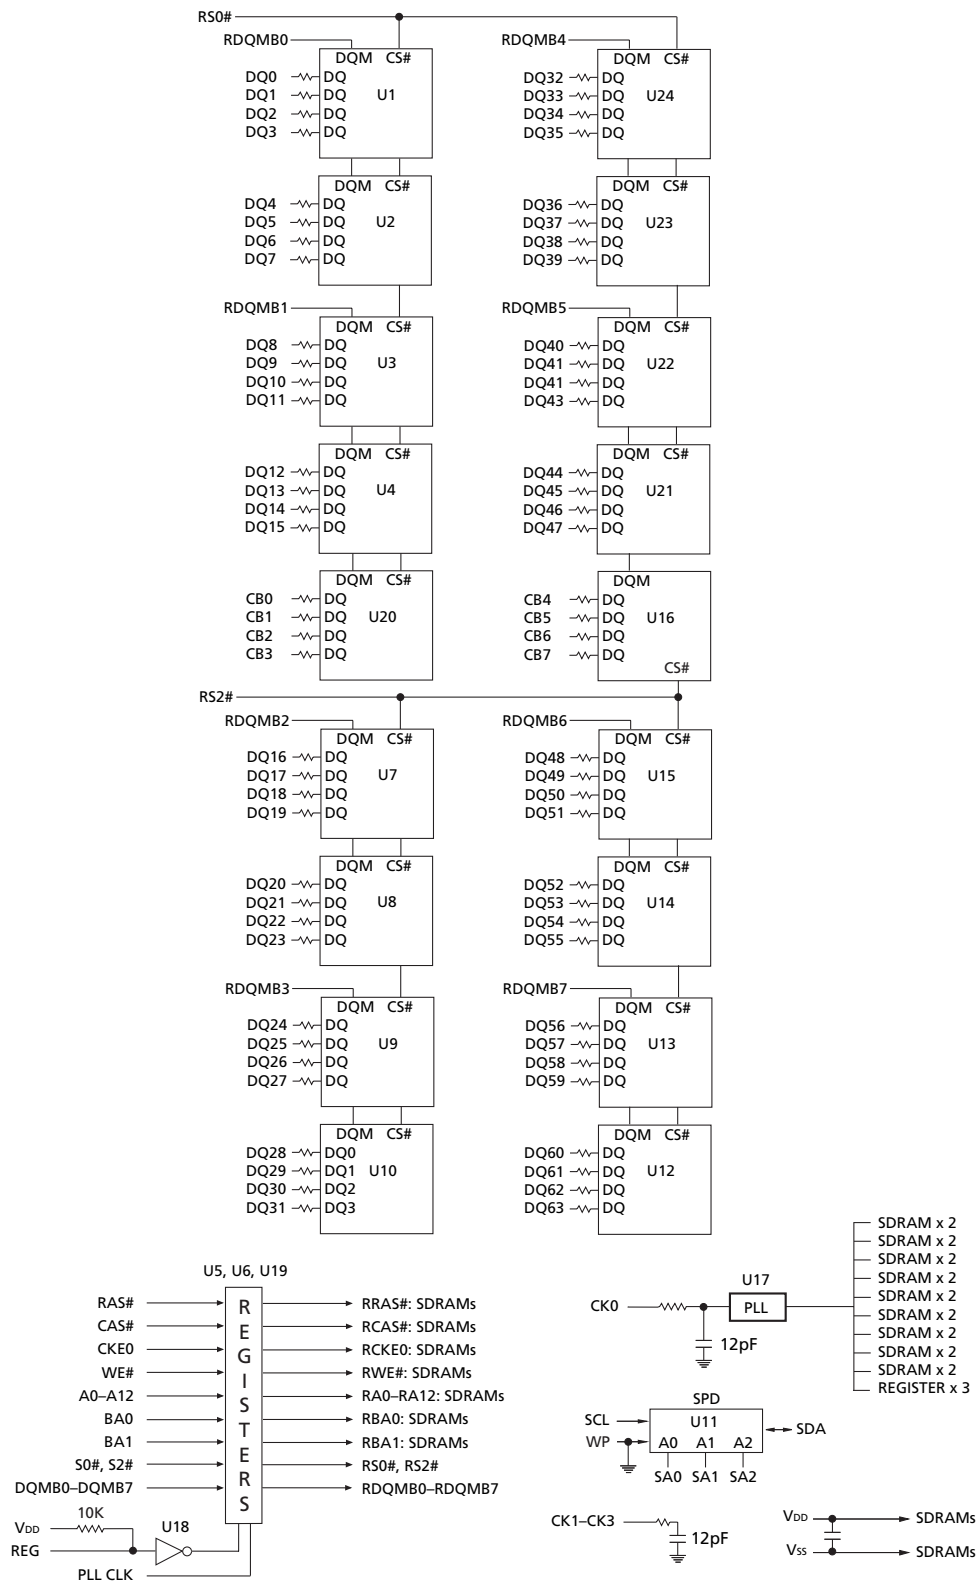 RS0#
RDQMB0 RDQMB4
DQM CS# DQM CS#
DQ0 DQ DQ32 DQ
DQ1 DQ U1 DQ33 DQ U24
DQ2 DQ DQ34 DQ
DQ3 DQ DQ35 DQ
DQM CS# DQM CS#
DQ4 DQ DQ36 DQ
DQ5 DQ U2 DQ37 DQ U23
DQ6 DQ DQ38 DQ
DQ7 DQ DQ39 DQ
RDQMB1 RDQMB5
DQM CS# DQM CS#
DQ8 DQ DQ40 DQ
DQ9 DQ U3 DQ41 DQ U22
DQ10 DQ DQ41 DQ
DQ11 DQ DQ43 DQ
DQM CS# DQM CS#
DQ12 DQ DQ44 DQ
DQ13 DQ U4 DQ45 DQ U21
DQ14 DQ DQ46 DQ
DQ15 DQ DQ47 DQ
DQM CS# DQM
CB0 DQ CB4 DQ
CB1 DQ U20 CB5 DQ U16
CB2 DQ CB6 DQ
CB3 DQ CB7 DQ
CS#
RS2#
RDQMB2 RDQMB6
DQM CS# DQM CS#
DQ16 DQ DQ48 DQ
DQ17 DQ U7 DQ49 DQ U15
DQ18 DQ DQ50 DQ
DQ19 DQ DQ51 DQ
DQM CS# DQM CS#
DQ20 DQ DQ52 DQ
DQ21 DQ U8 DQ53 DQ U14
DQ22 DQ DQ54 DQ
DQ23 DQ DQ55 DQ
RDQMB3 RDQMB7
DQM CS# DQM CS#
DQ24 DQ DQ56 DQ
DQ25 DQ U9 DQ57 DQ U13
DQ26 DQ DQ58 DQ
DQ27 DQ DQ59 DQ
DQM CS# DQM CS#
DQ28 DQ0 DQ60 DQ
DQ29 DQ1 U10 DQ61 DQ U12
DQ30 DQ2 DQ62 DQ
DQ31 DQ3 DQ63 DQ
U5, U6, U19
REGISTERS
RAS# RRAS#: SDRAMs
CAS# RCAS#: SDRAMs
CKE0 RCKE0: SDRAMs
WE# RWE#: SDRAMs
A0–A12 RA0–RA12: SDRAMs
BA0 RBA0: SDRAMs
BA1 RBA1: SDRAMs
S0#, S2# RS0#, RS2#
DQMB0–DQMB7 RDQMB0–RDQMB7
10K
VDD U18
REG
PLL CLK
U17
CK0 PLL
12pF
SDRAM x 2
SDRAM x 2
SDRAM x 2
SDRAM x 2
SDRAM x 2
SDRAM x 2
SDRAM x 2
SDRAM x 2
SDRAM x 2
REGISTER x 3
SPD
SCL U11 SDA
WP A0 A1 A2
SA0 SA1 SA2
CK1–CK3
12pF
VDD SDRAMs
VSS SDRAMs